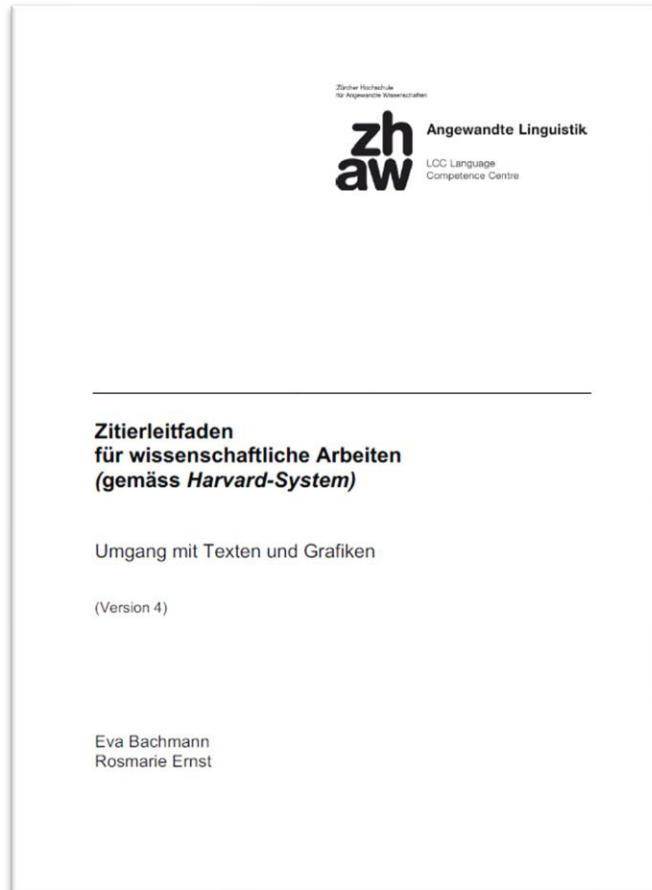 Zürcher Hochschule
für Angewandte Wissenschaften
zh
aw
Angewandte Linguistik
LCC Language
Competence Centre
Zitierleitfaden
für wissenschaftliche Arbeiten
(gemäss Harvard-System)
Umgang mit Texten und Grafiken
(Version 4)
Eva Bachmann
Rosmarie Ernst